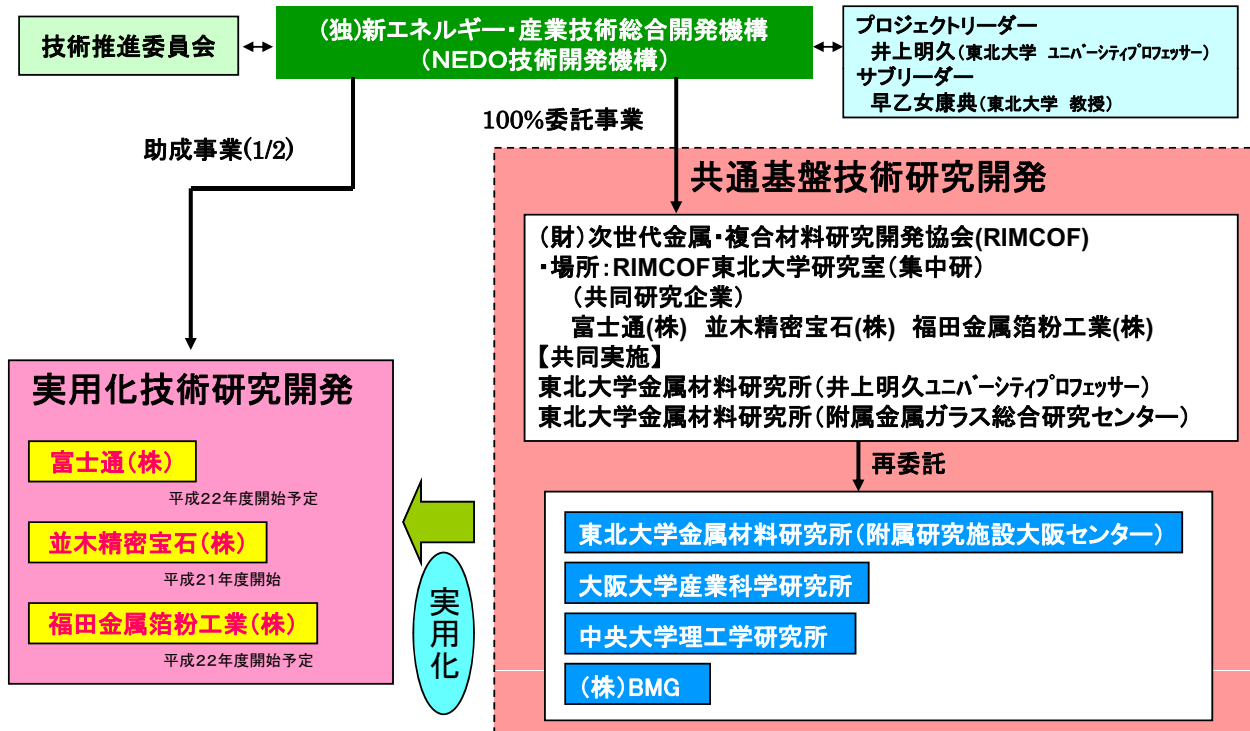 技術推進委員会
(独)新エネルギー・産業技術総合開発機構
(NEDO技術開発機構)
プロジェクトリーダー
井上明久(東北大学 ユニバーシティプロフェッサー)
サブリーダー
早乙女康典(東北大学 教授)
助成事業(1/2)
100%委託事業
共通基盤技術研究開発
(財)次世代金属・複合材料研究開発協会(RIMCOF)
・場所:RIMCOF東北大学研究室(集中研)
(共同研究企業)
富士通(株) 並木精密宝石(株) 福田金属箔粉工業(株)
【共同実施】
東北大学金属材料研究所(井上明久ユニバーシティプロフェッサー)
東北大学金属材料研究所(附属金属ガラス総合研究センター)
再委託
東北大学金属材料研究所(附属研究施設大阪センター)
大阪大学産業科学研究所
中央大学理工学研究所
(株)BMG
実用化技術研究開発
富士通(株)
平成22年度開始予定
並木精密宝石(株)
平成21年度開始
福田金属箔粉工業(株)
平成22年度開始予定
実用化